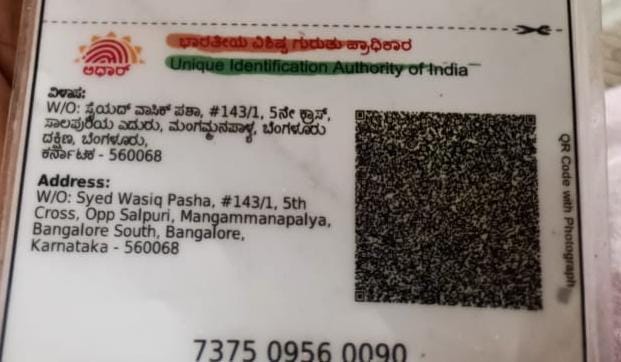 ಭಾರತೀಯ ವಿಶಿಷ್ಟ ಗುರುತು ಪ್ರಾಧಿಕಾರ
Unique Identification Authority of India
ಆಧಾರ್
ವಿಳಾಸ:
W/O: ಸೈಯದ್ ವಾಸಿಕ್ ಪಶಾ, #143/1, 5ನೇ ಕ್ರಾಸ್,
ಸಾಲಪುರಿಯ ಎದುರು, ಮಂಗಮ್ಮನಪಾಳ್ಯ, ಬೆಂಗಳೂರು
ದಕ್ಷಿಣ, ಬೆಂಗಳೂರು,
ಕರ್ನಾಟಕ - 560068
Address:
W/O: Syed Wasiq Pasha, #143/1, 5th
Cross, Opp Salpuri, Mangammanapalya,
Bangalore South, Bangalore,
Karnataka - 560068
QR Code with Photograph
7375 0956 0090